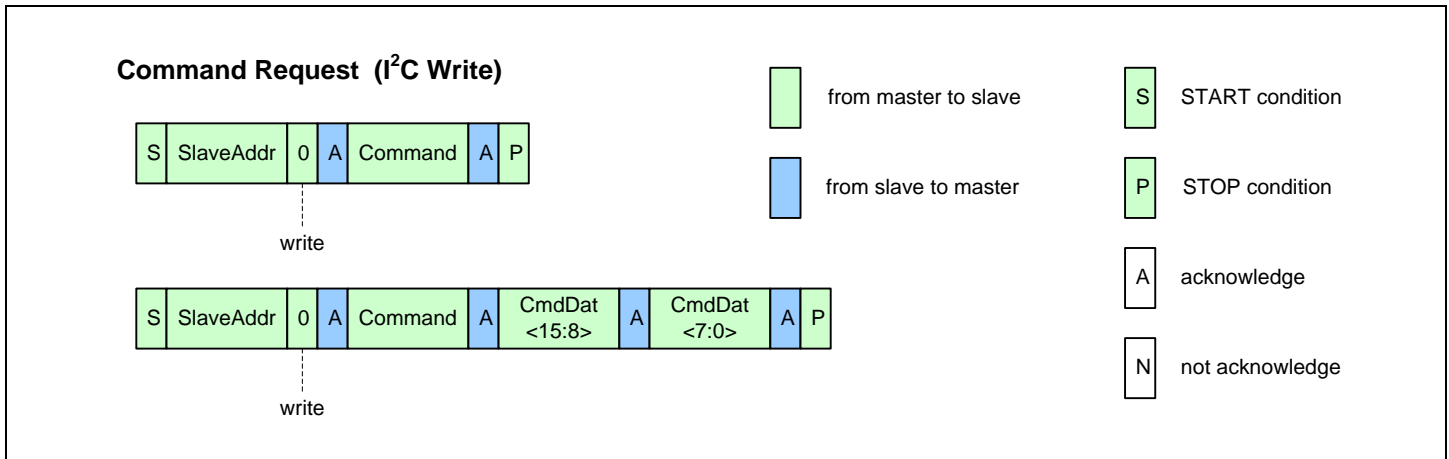 Command Request (I²C Write)
S SlaveAddr 0 A Command A P
write
S SlaveAddr 0 A Command A CmdDat <15:8> A CmdDat <7:0> A P
write
from master to slave
from slave to master
S START condition
P STOP condition
A acknowledge
N not acknowledge